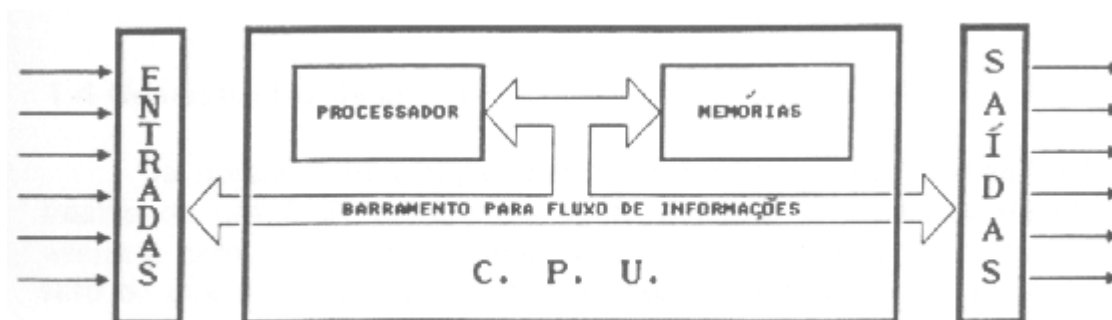 ENTRADAS
PROCESSADOR
MEMÓRIAS
BARRAMENTO PARA FLUXO DE INFORMAÇÕES
C. P. U.
SAÍDAS